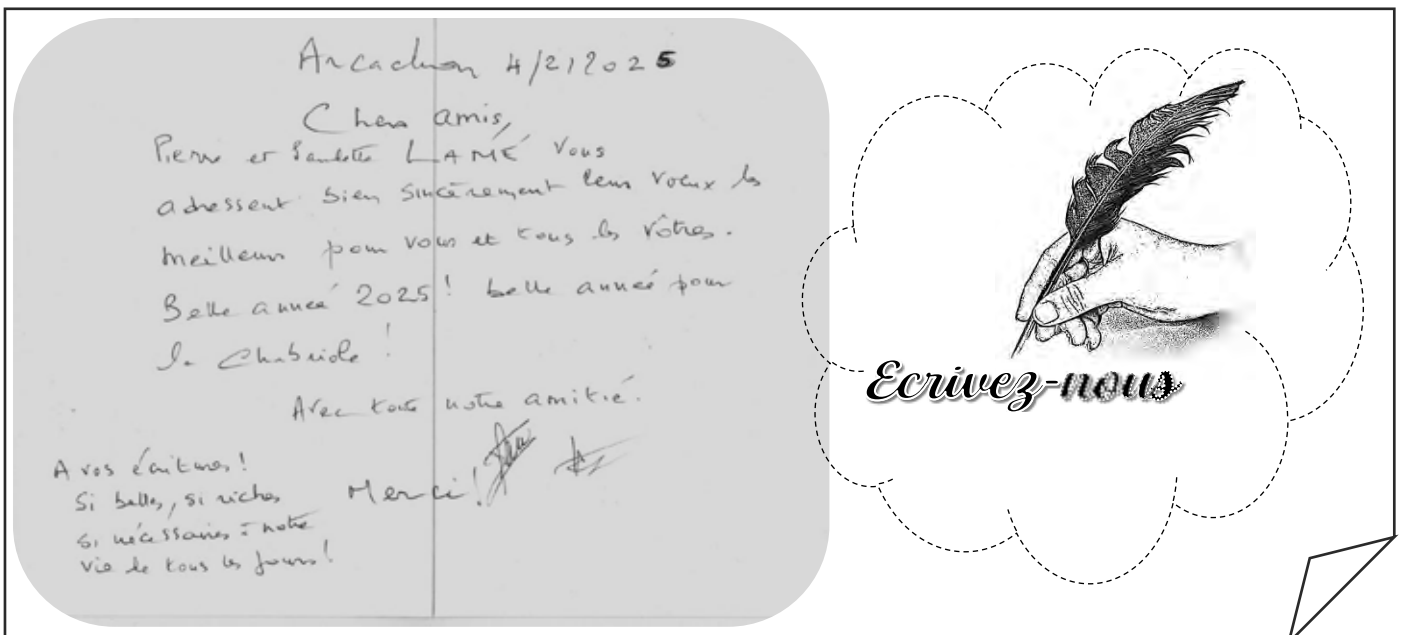 Arcachon 4/2/2025
Chers amis,
Pierre et Paulette LAMÉ vous
adressent bien sincèrement leurs voeux les
meilleurs pour vous et tous les vôtres.
Belle année 2025! belle année pour
la Chabriole!
Avec toute notre amitié.
Merci!
A vos écritures!
Si belles, si riches
si nécessaires à notre
vie de tous les jours!
Ecrivez-nous